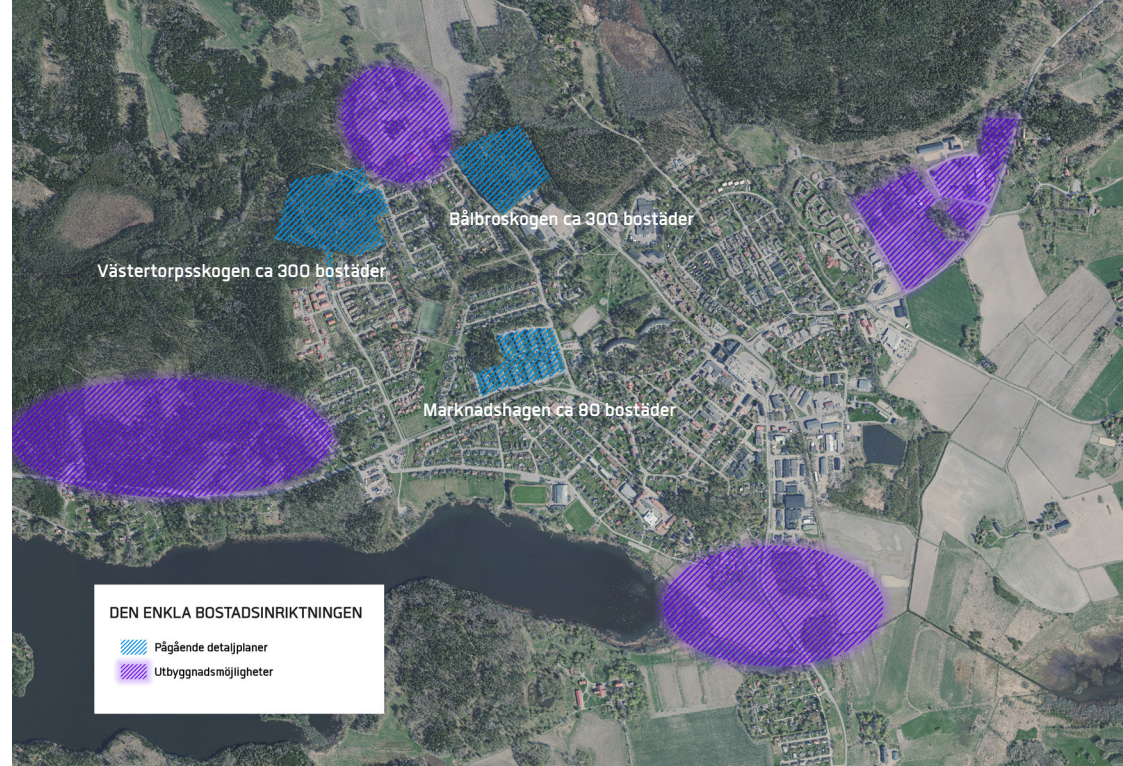 Bålbroskogen ca 300 bostäder
Västertorpsskogen ca 300 bostäder
Marknadshagen ca 80 bostäder
DEN ENKLA BOSTADSINRIKTNINGEN
Pågående detaljplaner
Utbyggnadsmöjligheter